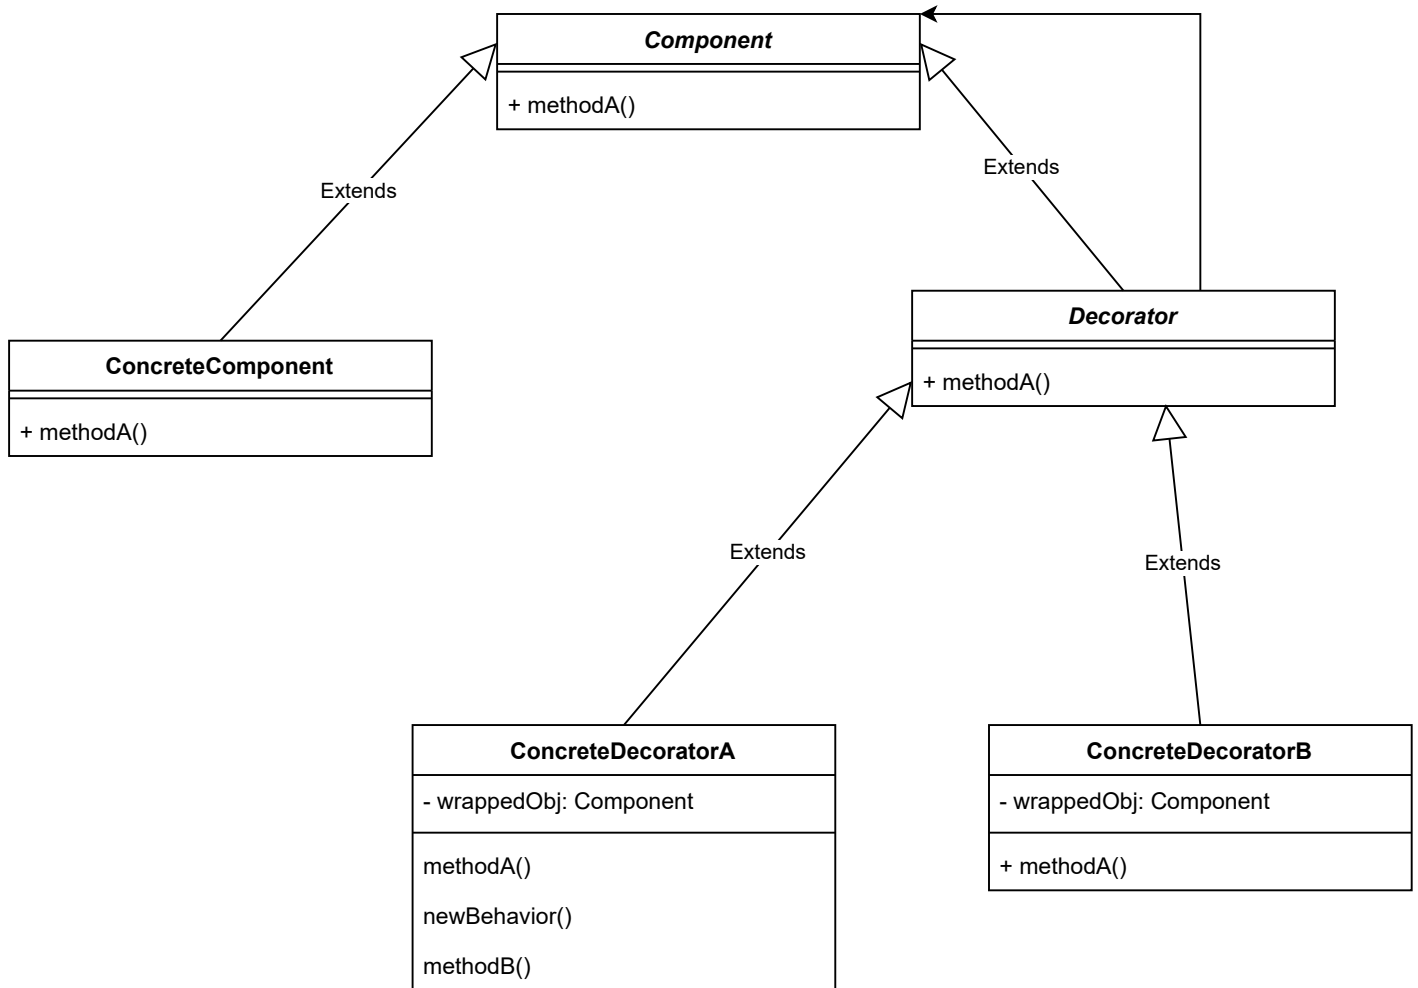 Component
+ methodA()
Extends
Extends
Decorator
+ methodA()
ConcreteComponent
+ methodA()
Extends
Extends
ConcreteDecoratorA
- wrappedObj: Component
methodA()
newBehavior()
methodB()
ConcreteDecoratorB
- wrappedObj: Component
+ methodA()